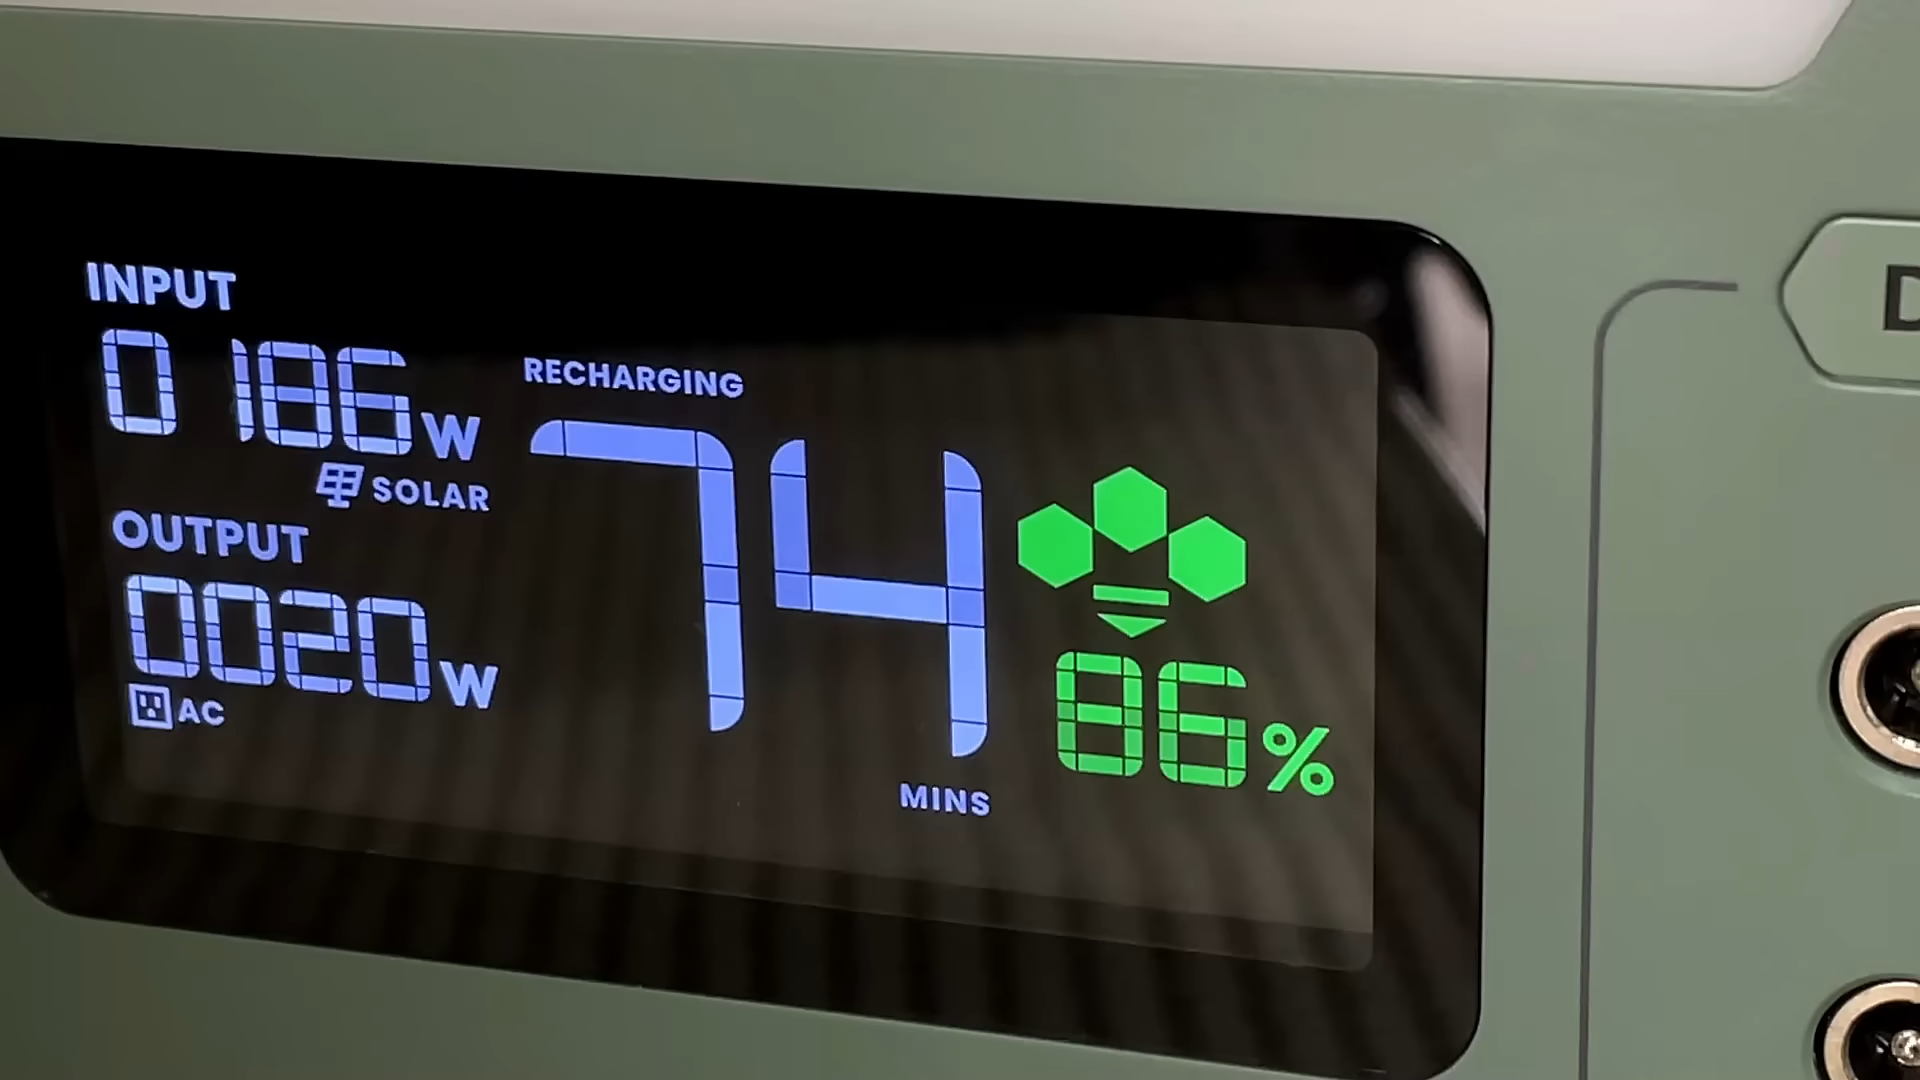 INPUT
0186W
SOLAR
OUTPUT
0020W
AC
RECHARGING
74
MINS
86%
D